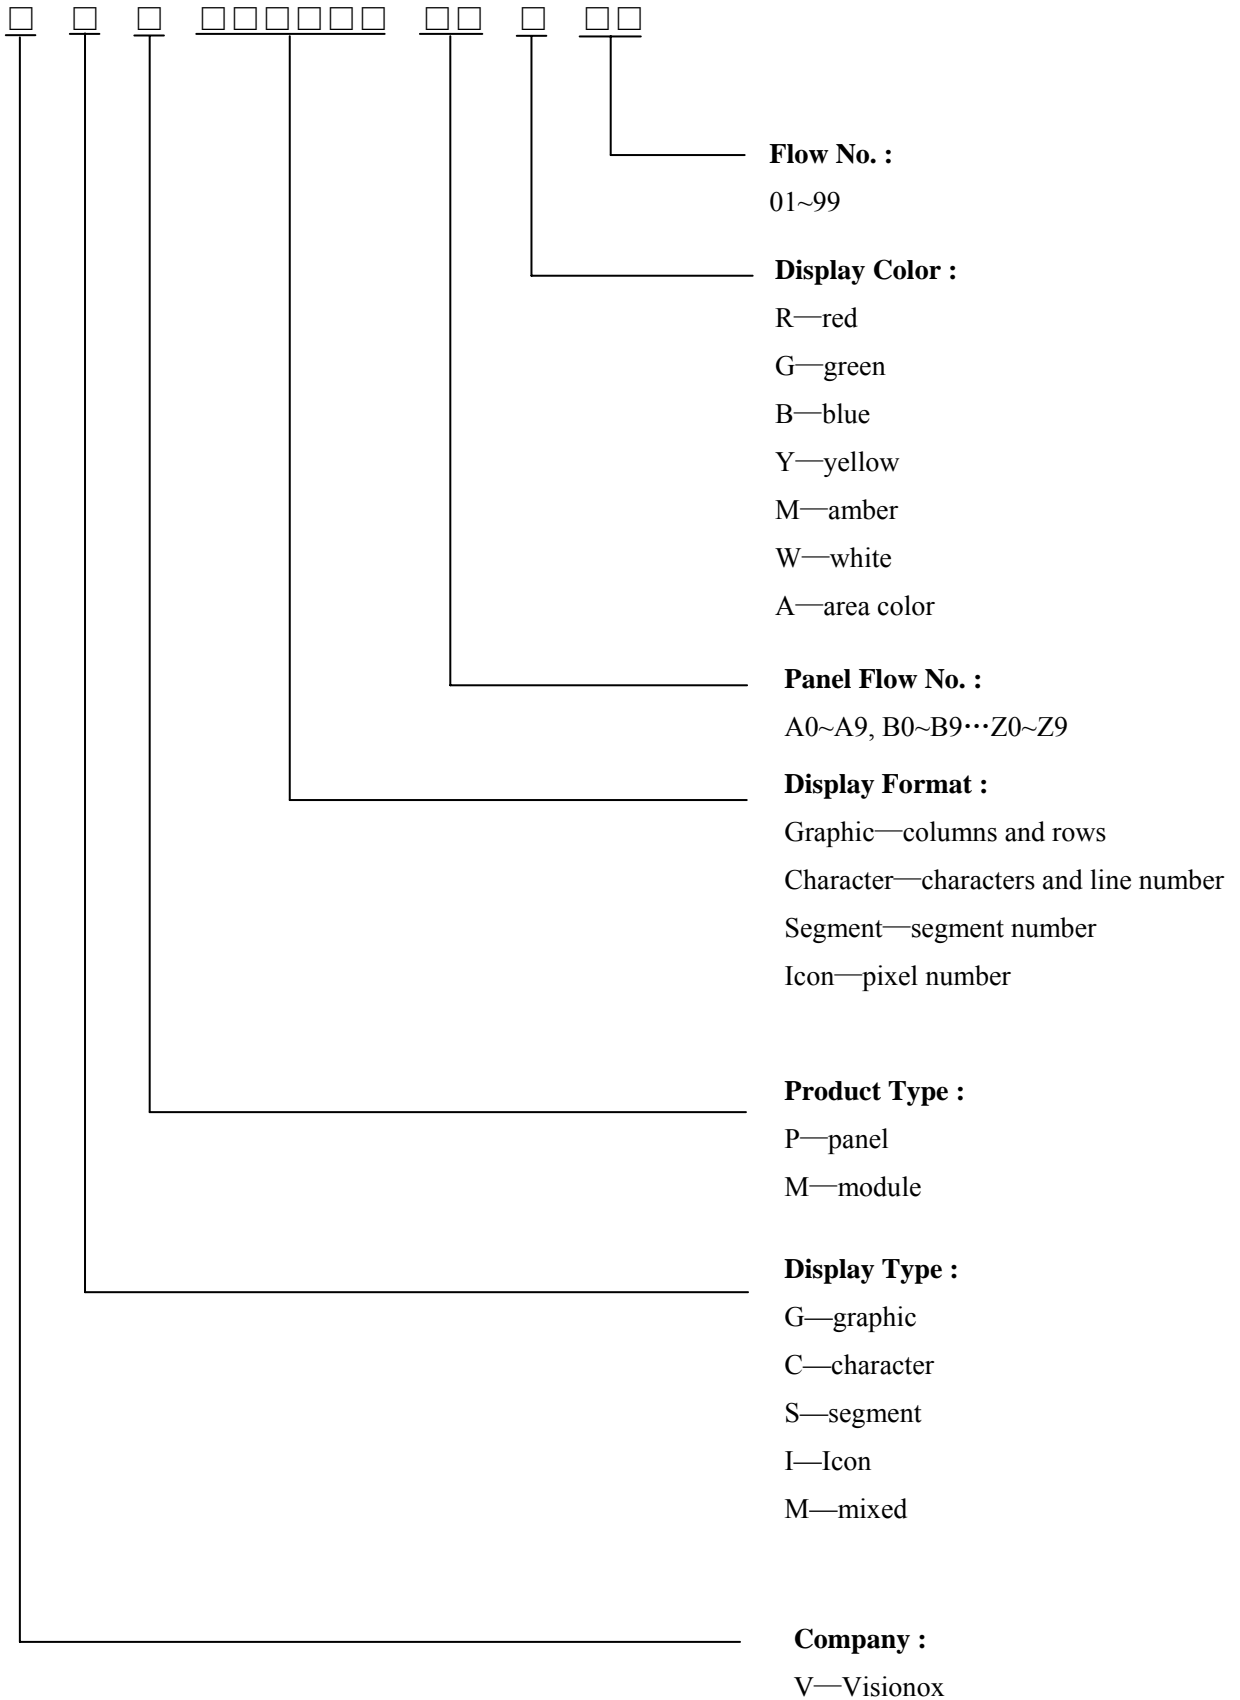 □ □ □ □□□□□□ □□ □ □□
Flow No. :
01~99
Display Color :
R—red
G—green
B—blue
Y—yellow
M—amber
W—white
A—area color
Panel Flow No. :
A0~A9, B0~B9⋯Z0~Z9
Display Format :
Graphic—columns and rows
Character—characters and line number
Segment—segment number
Icon—pixel number
Product Type :
P—panel
M—module
Display Type :
G—graphic
C—character
S—segment
I—Icon
M—mixed
Company :
V—Visionox